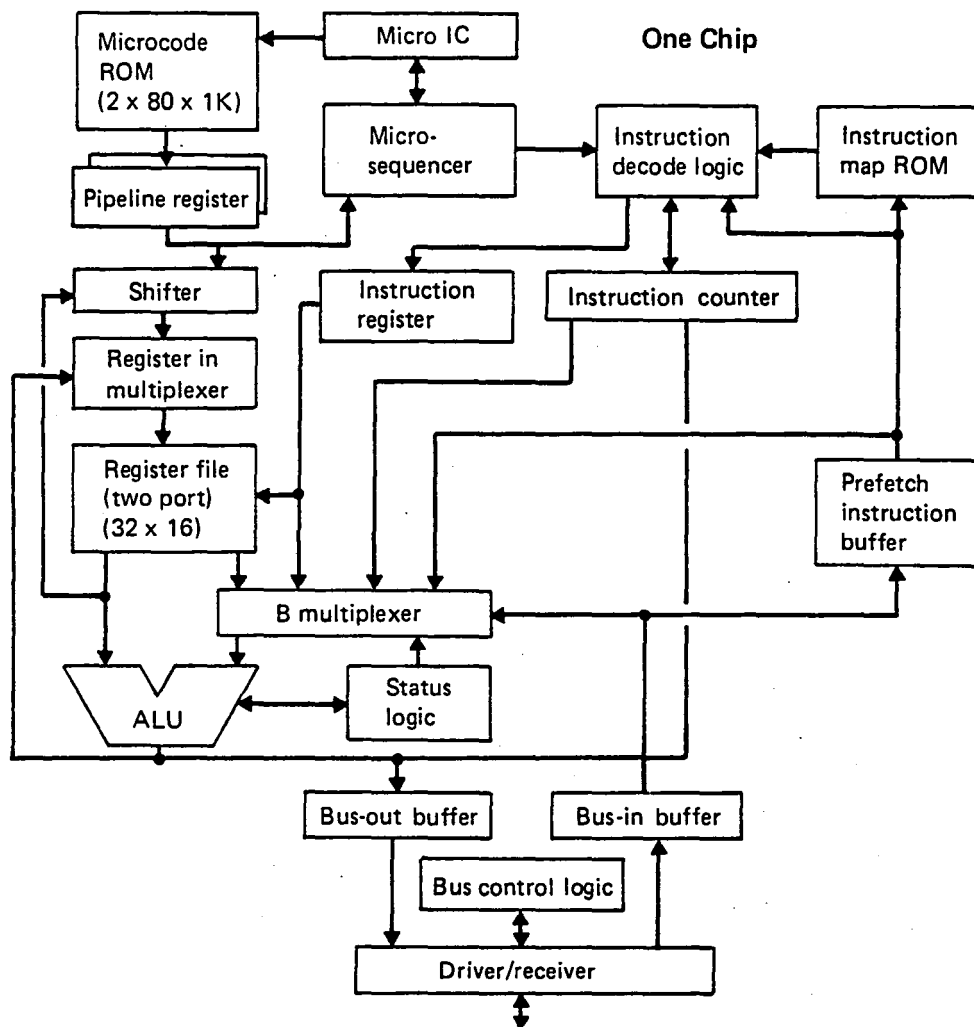 Microcode
ROM
(2 x 80 x 1K)
Micro IC
One Chip
Micro-
sequencer
Instruction
decode logic
Instruction
map ROM
Pipeline register
Shifter
Instruction
register
Instruction counter
Register in
multiplexer
Register file
(two port)
(32 x 16)
Prefetch
instruction
buffer
B multiplexer
ALU
Status
logic
Bus-out buffer
Bus-in buffer
Bus control logic
Driver/receiver